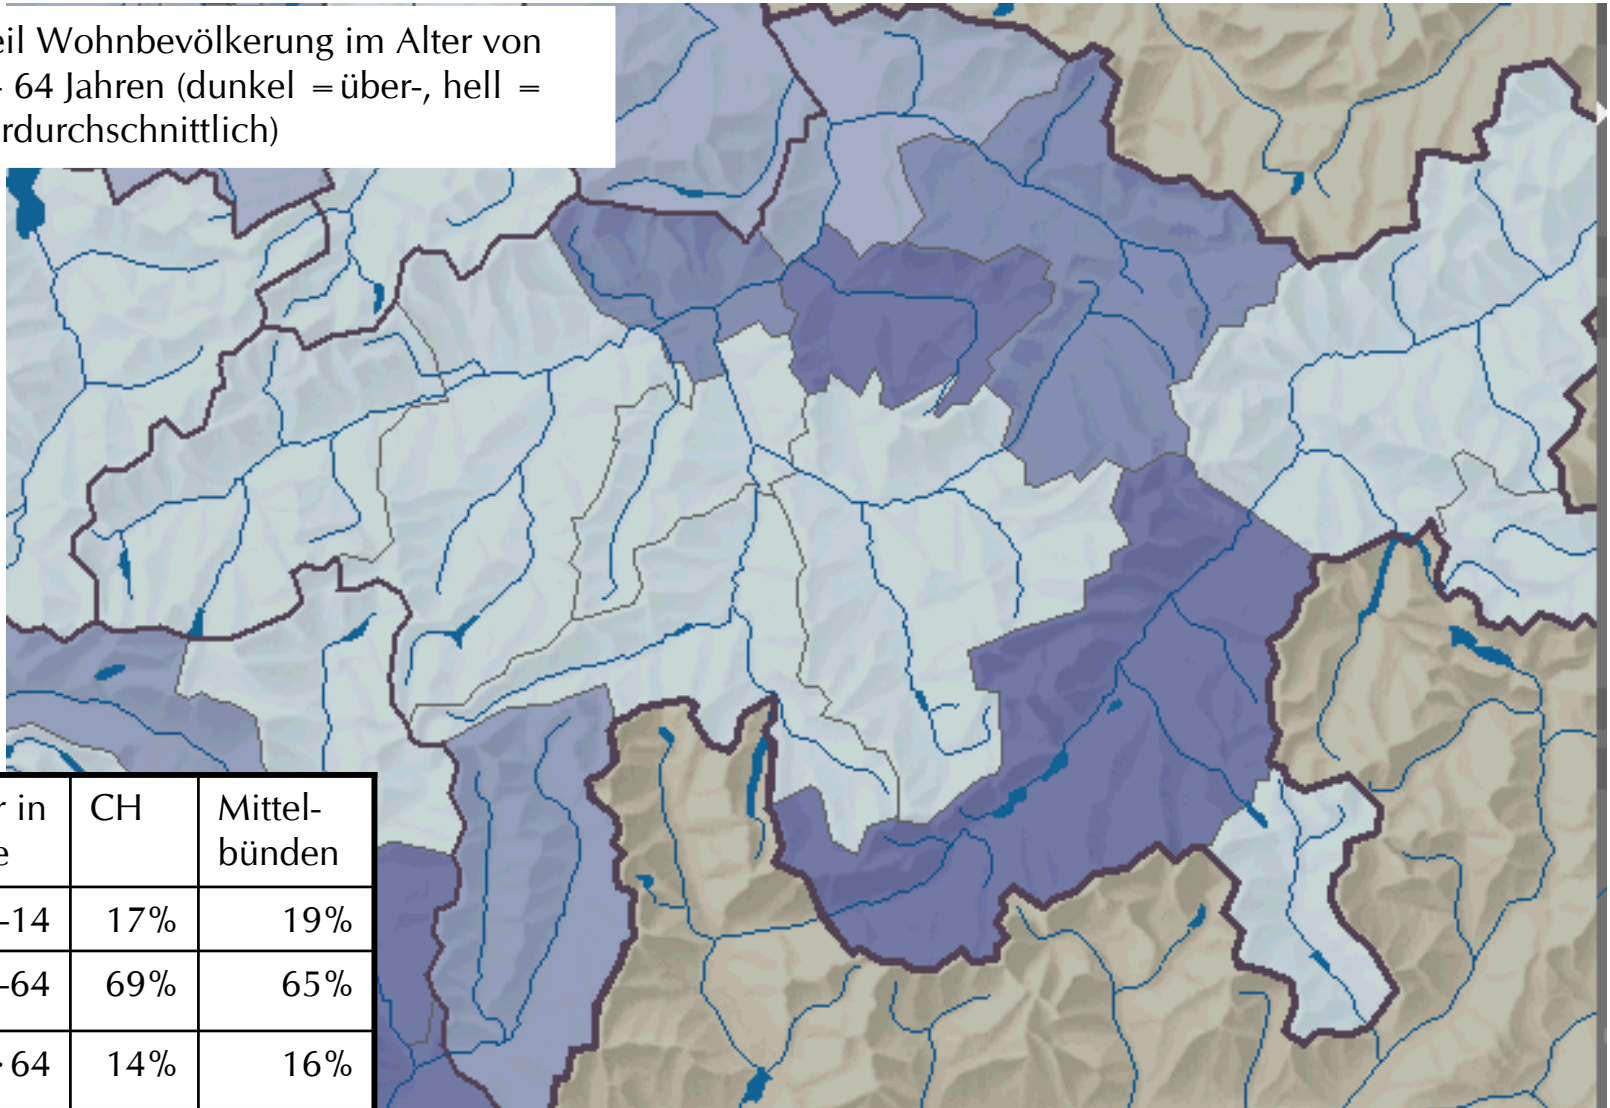 eil Wohnbevölkerung im Alter von
- 64 Jahren (dunkel = über-, hell =
rdurchschnittlich)
r in CH Mittel-
e bünden
-14 17% 19%
-64 69% 65%
64 14% 16%